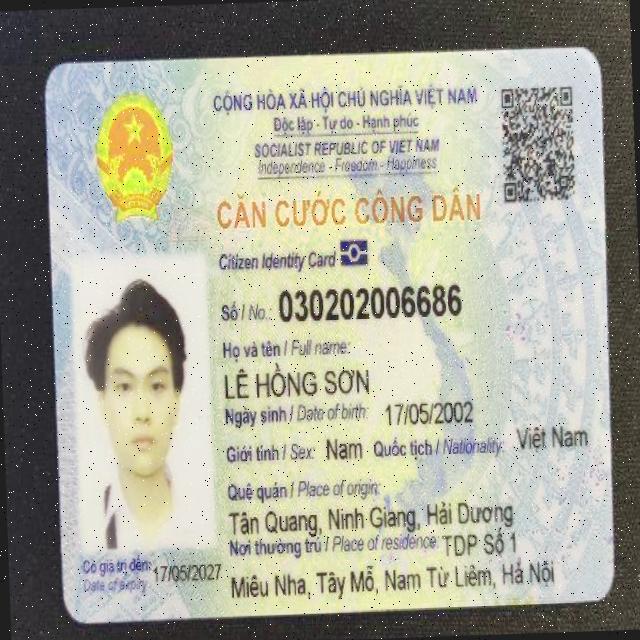 CỘNG HÒA XÃ HỘI CHỦ NGHĨA VIỆT NAM
Độc lập - Tự do - Hạnh phúc
SOCIALIST REPUBLIC OF VIET NAM
Independence - Freedom - Happiness
CĂN CƯỚC CÔNG DÂN
Citizen Identity Card
Số / No.: 030202006686
Họ và tên / Full name:
LÊ HỒNG SƠN
Ngày sinh / Date of birth: 17/05/2002
Giới tính / Sex: Nam Quốc tịch / Nationality: Việt Nam
Quê quán / Place of origin:
Tân Quang, Ninh Giang, Hải Dương
Nơi thường trú / Place of residence: TDP Số 1
Miêu Nha, Tây Mỗ, Nam Từ Liêm, Hà Nội
Có giá trị đến: 17/05/2027
Date of expiry